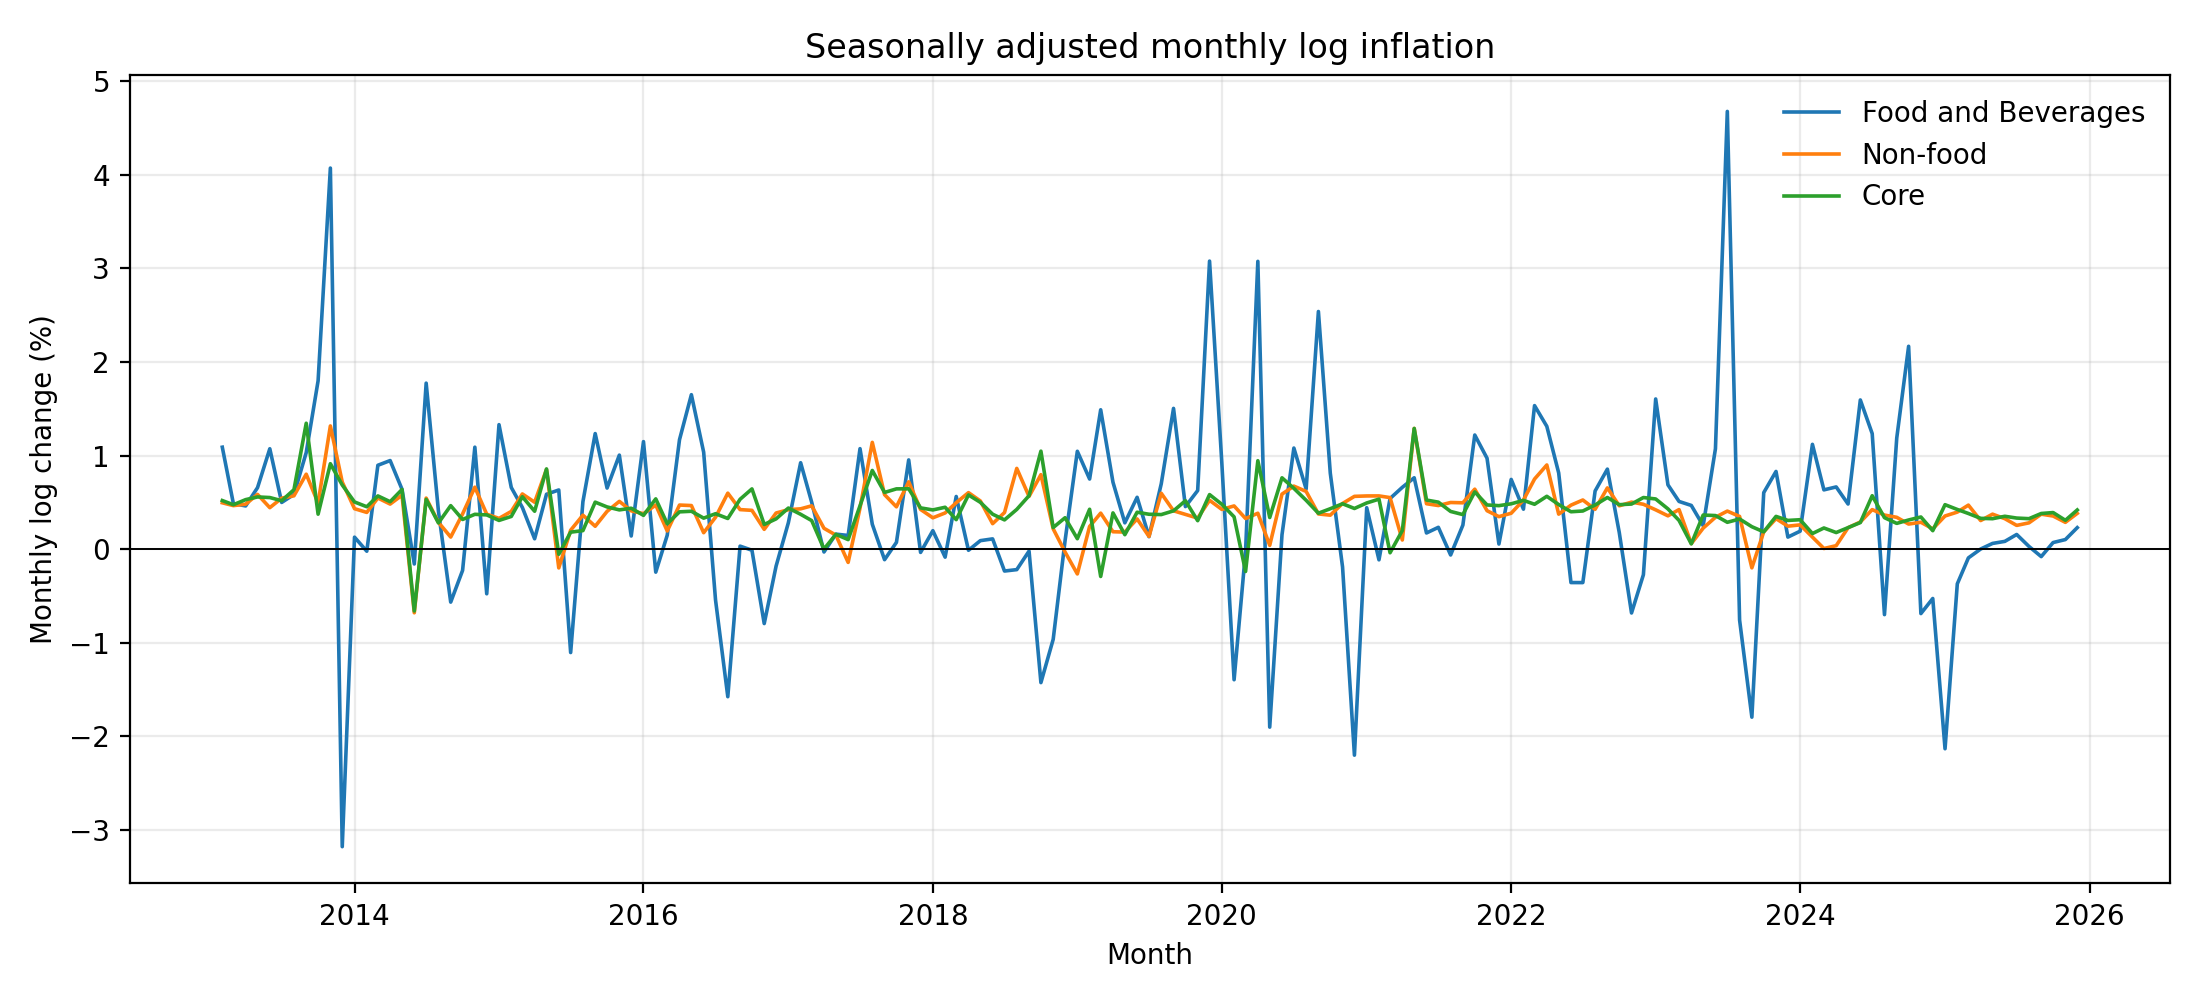 Seasonally adjusted monthly log inflation
5
4
3
2
1
0
−1
−2
−3
Monthly log change (%)
Food and Beverages
Non-food
Core
2014 2016 2018 2020 2022 2024 2026
Month